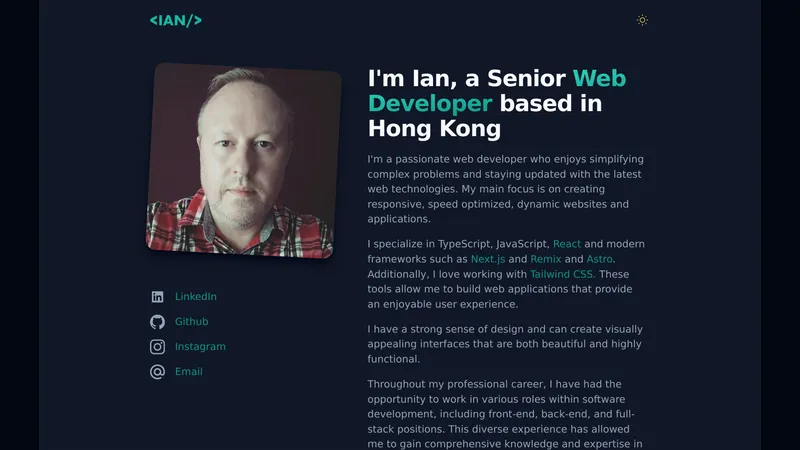 <IAN/>
I'm Ian, a Senior Web
Developer based in
Hong Kong
I'm a passionate web developer who enjoys simplifying
complex problems and staying updated with the latest
web technologies. My main focus is on creating
responsive, speed optimized, dynamic websites and
applications.
I specialize in TypeScript, JavaScript, React and modern
frameworks such as Next.js and Remix and Astro.
Additionally, I love working with Tailwind CSS. These
tools allow me to build web applications that provide
an enjoyable user experience.
I have a strong sense of design and can create visually
appealing interfaces that are both beautiful and highly
functional.
Throughout my professional career, I have had the
opportunity to work in various roles within software
development, including front-end, back-end, and full-
stack positions. This diverse experience has allowed
me to gain comprehensive knowledge and expertise in
LinkedIn
Github
Instagram
Email